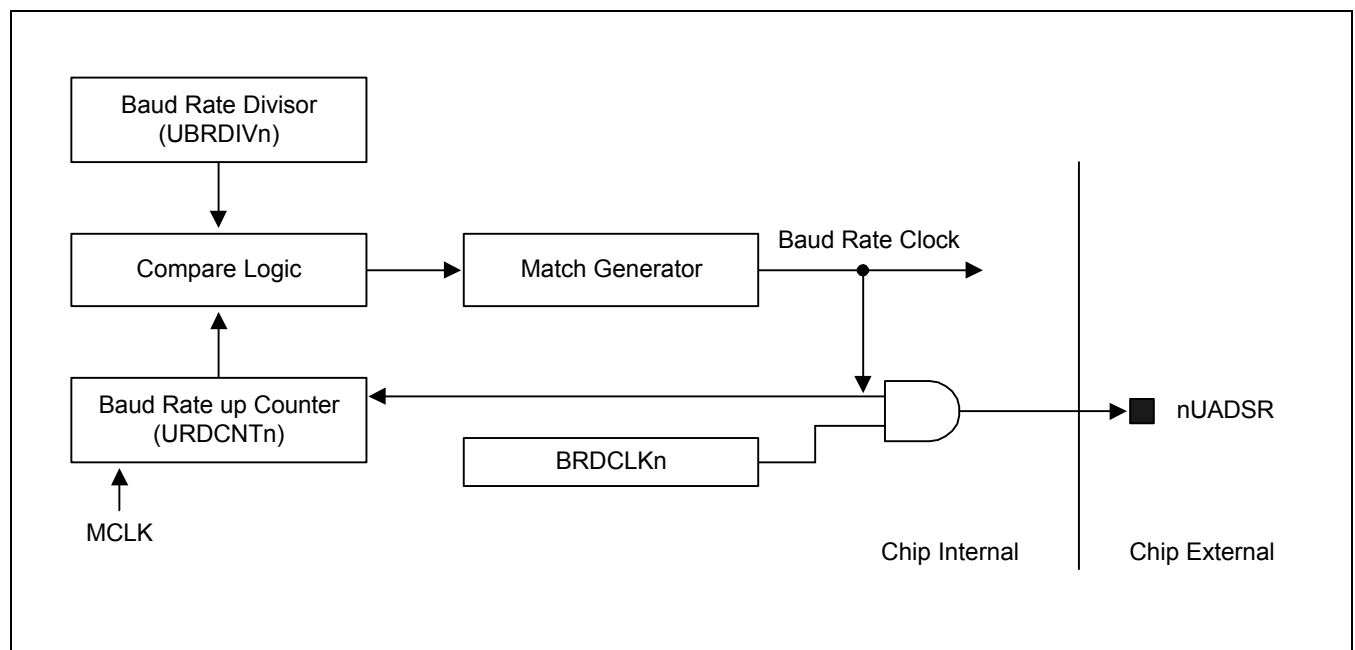 Baud Rate Divisor
(UBRDIVn)
Compare Logic
Match Generator
Baud Rate Clock
Baud Rate up Counter
(URDCNTn)
BRDCLKn
nUADSR
MCLK
Chip Internal
Chip External